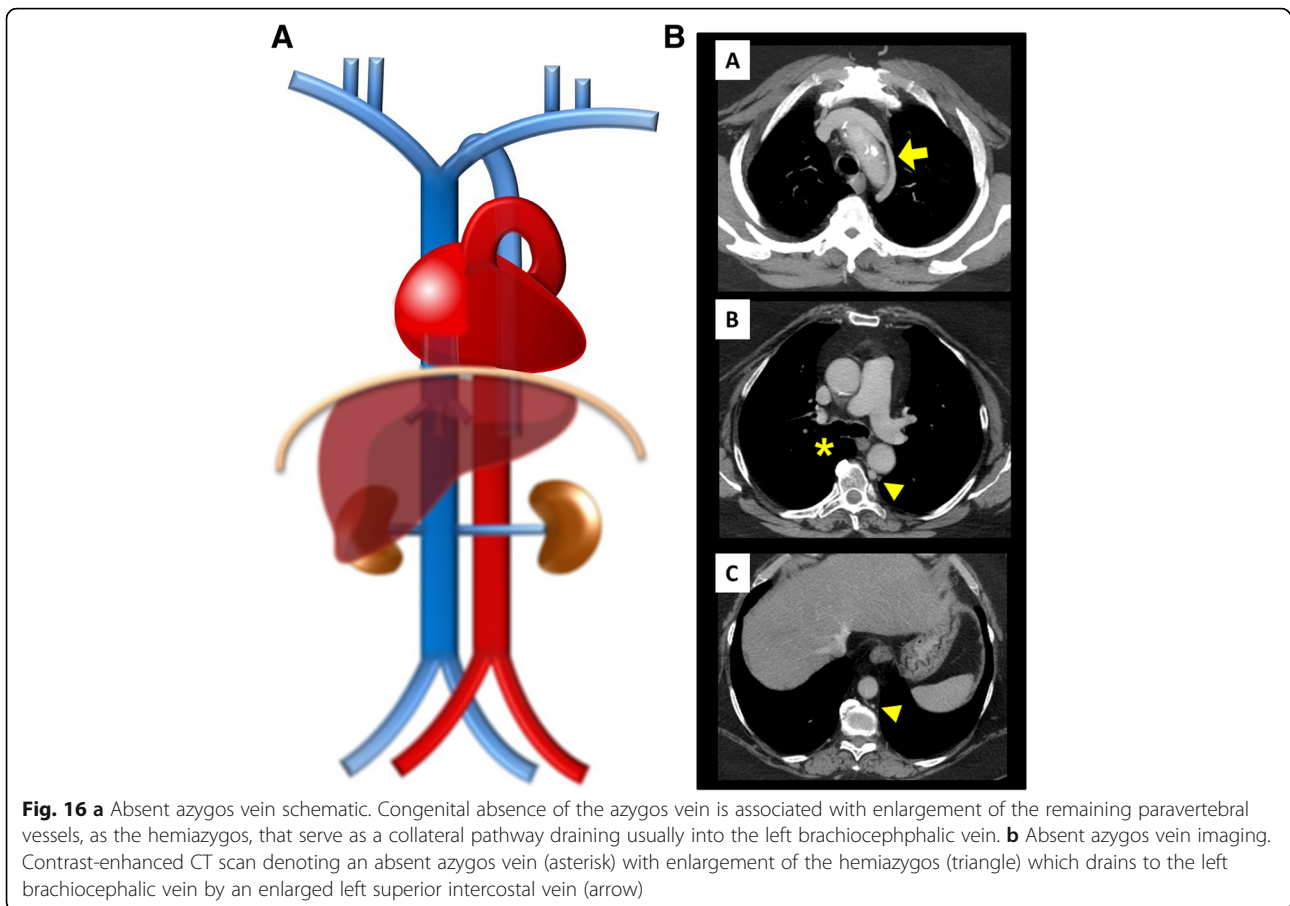 A
B
A
B
C
Fig. 16 a Absent azygos vein schematic. Congenital absence of the azygos vein is associated with enlargement of the remaining paravertebral
vessels, as the hemiazygos, that serve as a collateral pathway draining usually into the left brachiocephphalic vein. b Absent azygos vein imaging.
Contrast-enhanced CT scan denoting an absent azygos vein (asterisk) with enlargement of the hemiazygos (triangle) which drains to the left
brachiocephalic vein by an enlarged left superior intercostal vein (arrow)